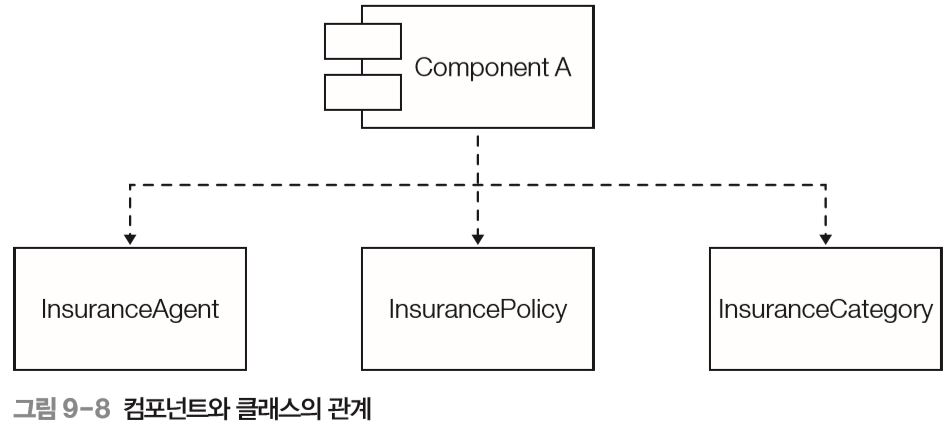 Component A
InsuranceAgent
InsurancePolicy
InsuranceCategory
그림 9-8 컴포넌트와 클래스의 관계